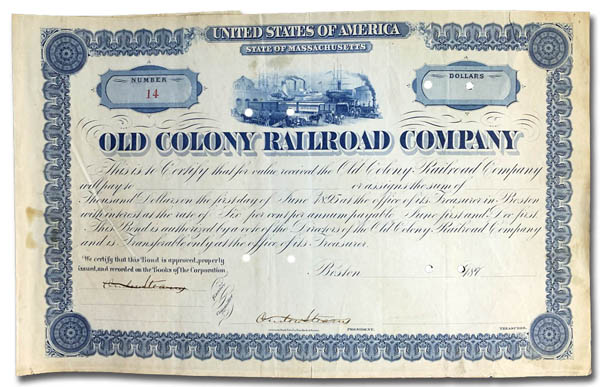 UNITED STATES OF AMERICA
STATE OF MASSACHUSETTS
NUMBER
14
DOLLARS
OLD COLONY RAILROAD COMPANY
This is to Certify that for value received the Old Colony Railroad Company
will pay to or assigns the sum of
Thousand Dollars on the first day of June 1895 at the office of its Treasurer in Boston
with interest at the rate of Six per cent per annum payable June first and Dec. first
This Bond is authorized by a vote of the Directors of the Old Colony Railroad Company
and is Transferable only at the office of its Treasurer.
We certify that this Bond is approved, properly
issued, and recorded on the Books of the Corporation.
Boston 187
PRESIDENT.
TREASURER.